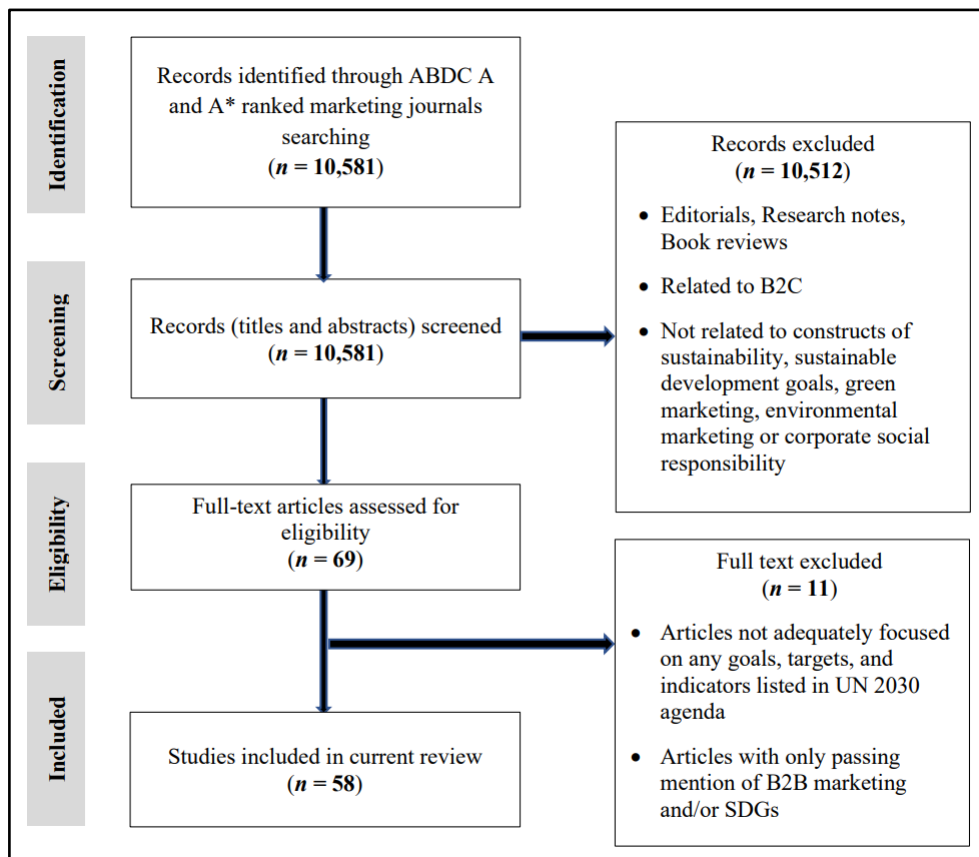 Identification
Records identified through ABDC A
and A* ranked marketing journals
searching
(n = 10,581)
Records excluded
(n = 10,512)
• Editorials, Research notes,
Book reviews
• Related to B2C
• Not related to constructs of
sustainability, sustainable
development goals, green
marketing, environmental
marketing or corporate social
responsibility
Screening
Records (titles and abstracts) screened
(n = 10,581)
Eligibility
Full-text articles assessed for
eligibility
(n = 69)
Full text excluded
(n = 11)
• Articles not adequately focused
on any goals, targets, and
indicators listed in UN 2030
agenda
• Articles with only passing
mention of B2B marketing
and/or SDGs
Included
Studies included in current review
(n = 58)